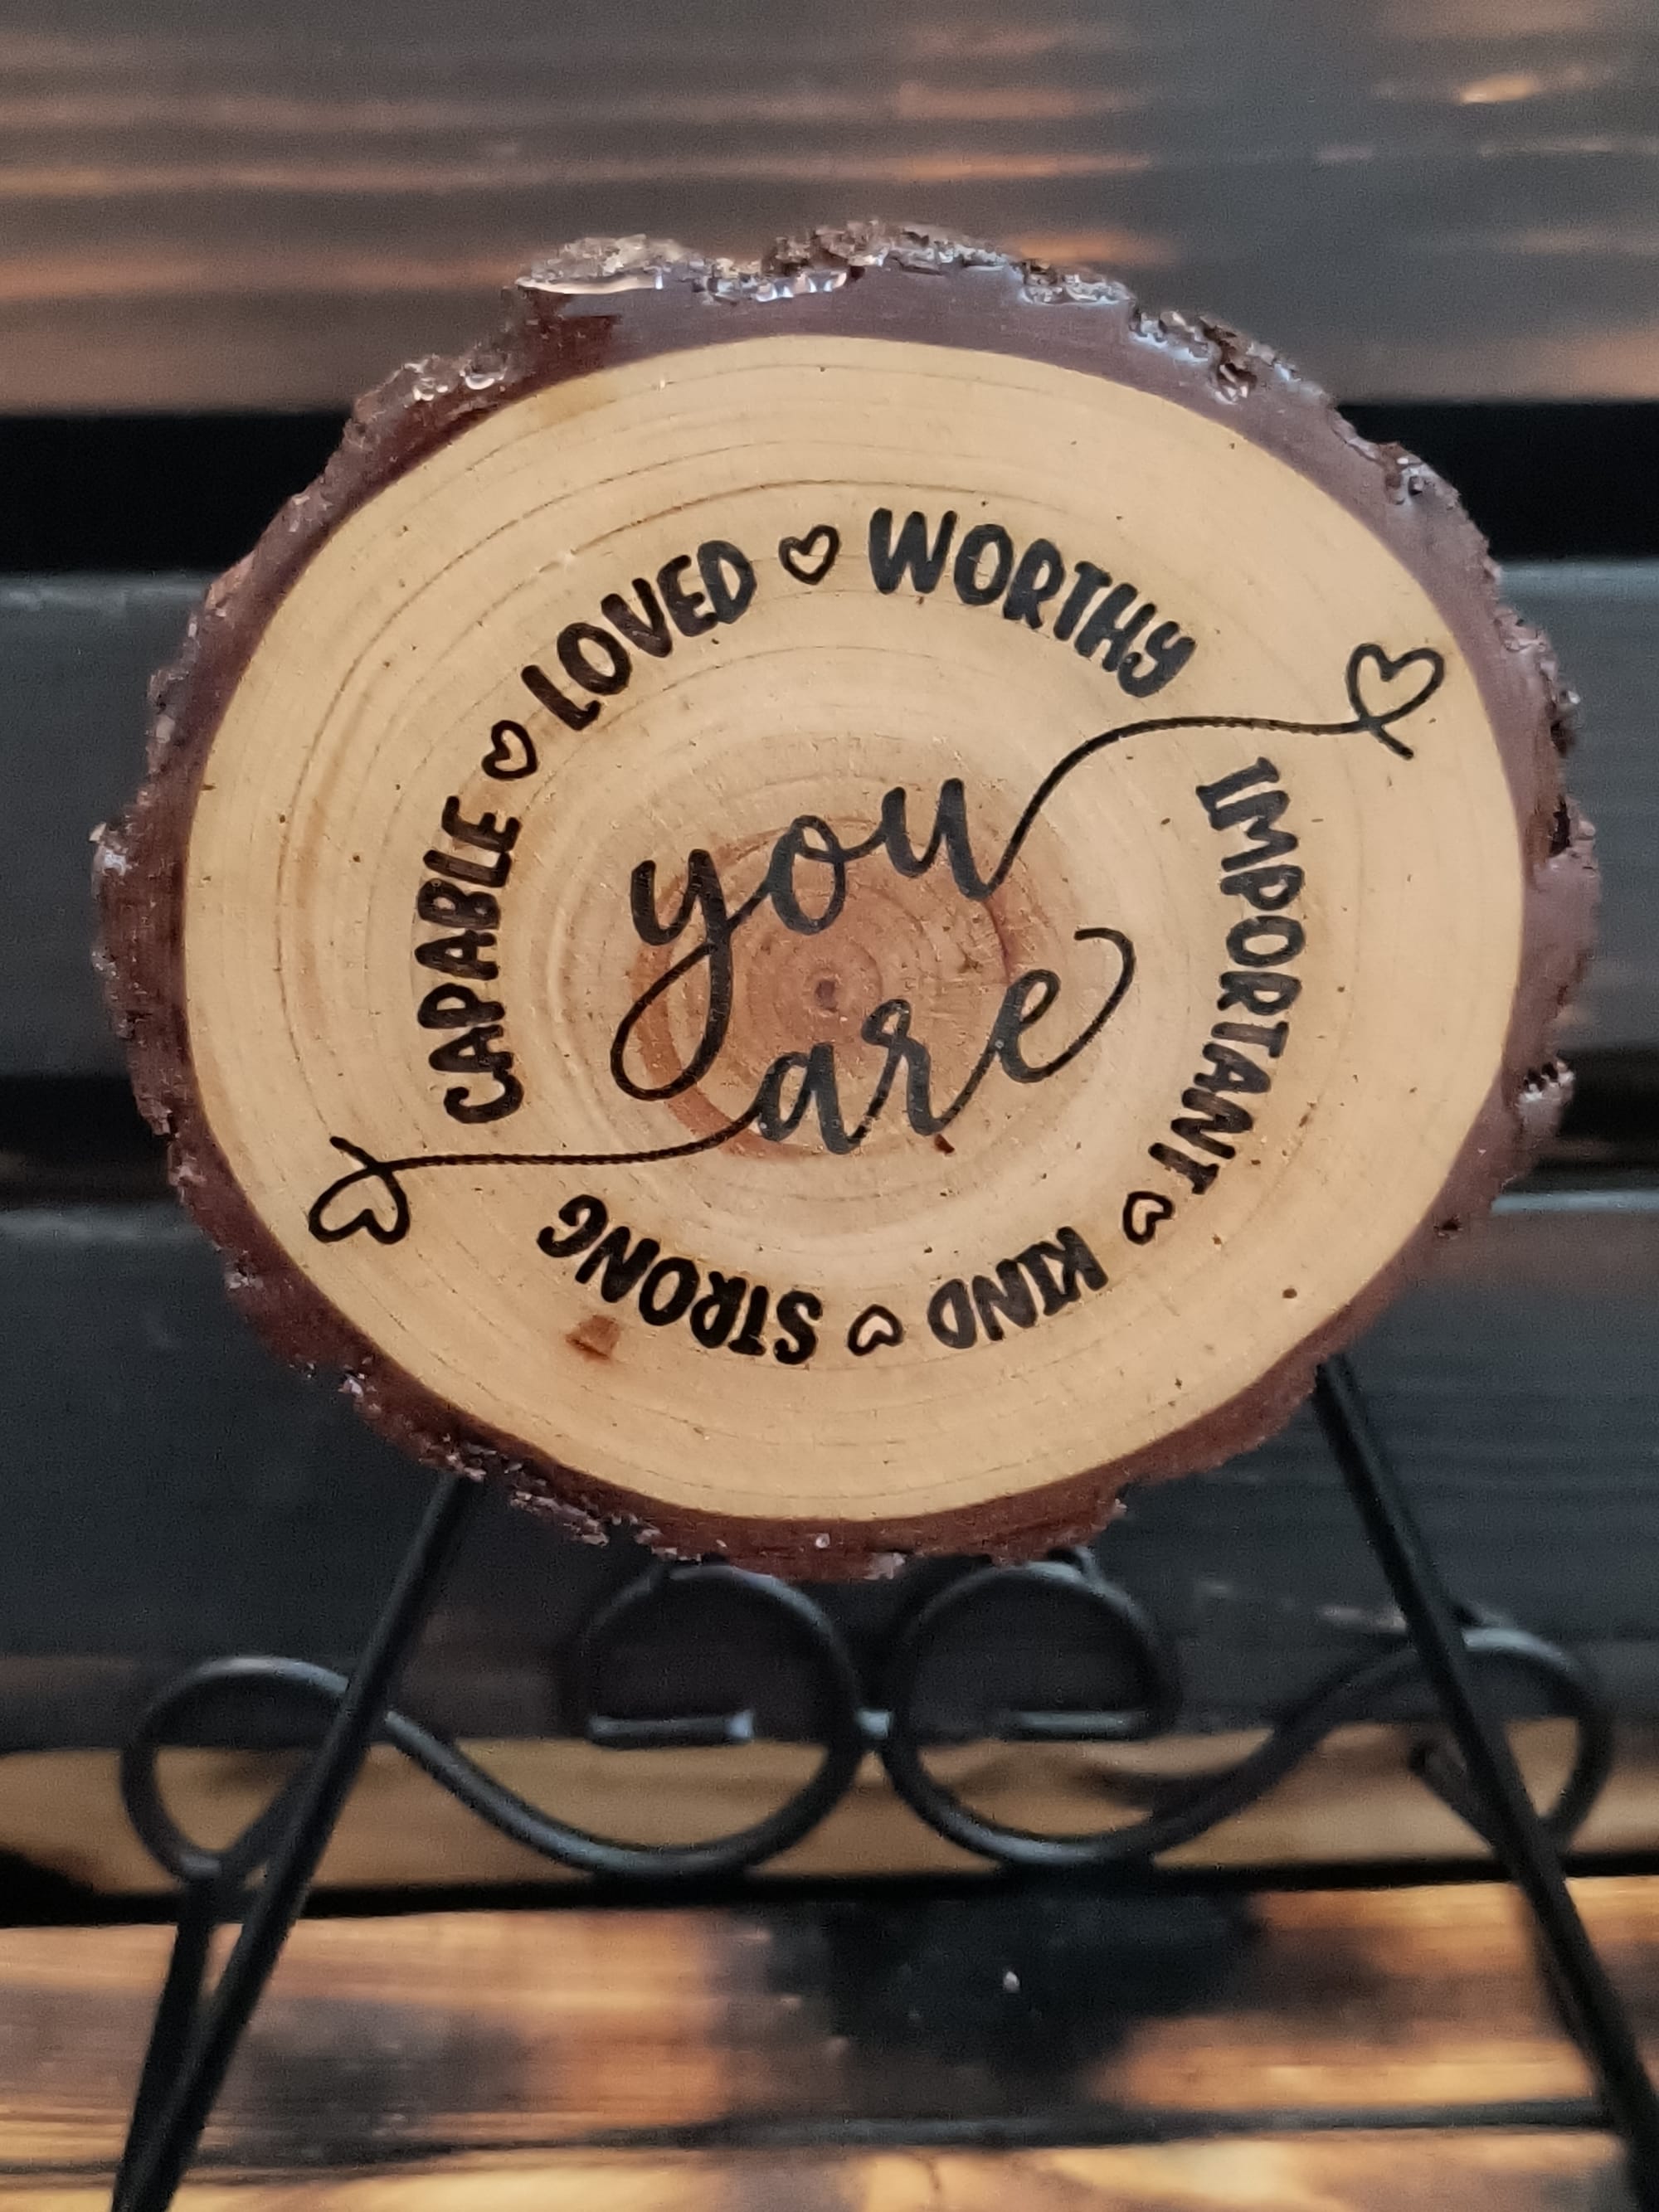 you
are
CAPABLE ♡ LOVED ♡ WORTHY
IMPORTANT ♡ KIND ♡ STRONG